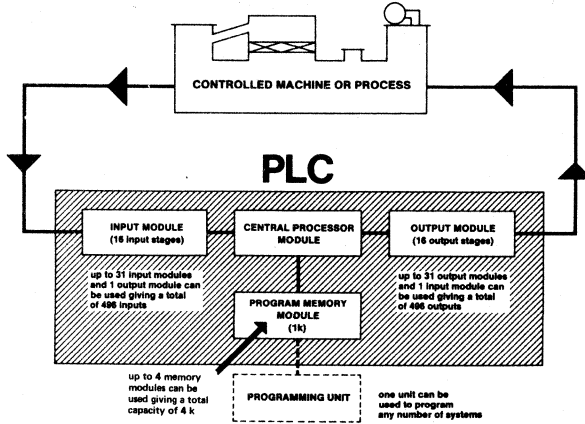 CONTROLLED MACHINE OR PROCESS
PLC
INPUT MODULE
(16 input stages)
CENTRAL PROCESSOR
MODULE
OUTPUT MODULE
(16 output stages)
up to 31 input modules
and 1 output module can
be used giving a total
of 496 inputs
up to 31 output modules
and 1 input module can
be used giving a total
of 496 outputs
PROGRAM MEMORY
MODULE
(1k)
up to 4 memory
modules can be
used giving a total
capacity of 4 k
PROGRAMMING UNIT
one unit can be
used to program
any number of systems